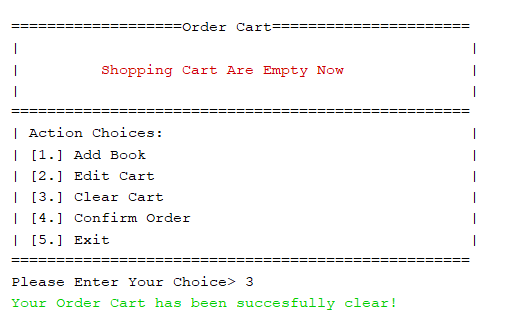 ===================Order Cart======================
|                                                  |
|         Shopping Cart Are Empty Now              |
|                                                  |
===================================================
| Action Choices:                                  |
| [1.] Add Book                                    |
| [2.] Edit Cart                                   |
| [3.] Clear Cart                                  |
| [4.] Confirm Order                               |
| [5.] Exit                                        |
===================================================
Please Enter Your Choice> 3
Your Order Cart has been succesfully clear!